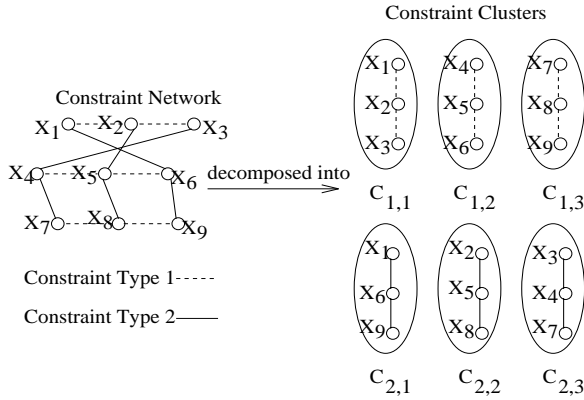 Constraint Clusters
Constraint Network
X1 X2 X3
X4 X5 X6
X7 X8 X9
decomposed into
Constraint Type 1
Constraint Type 2
X1 X4 X7
X2 X5 X8
X3 X6 X9
C1,1 C1,2 C1,3
X1 X2 X3
X6 X5 X4
X9 X8 X7
C2,1 C2,2 C2,3